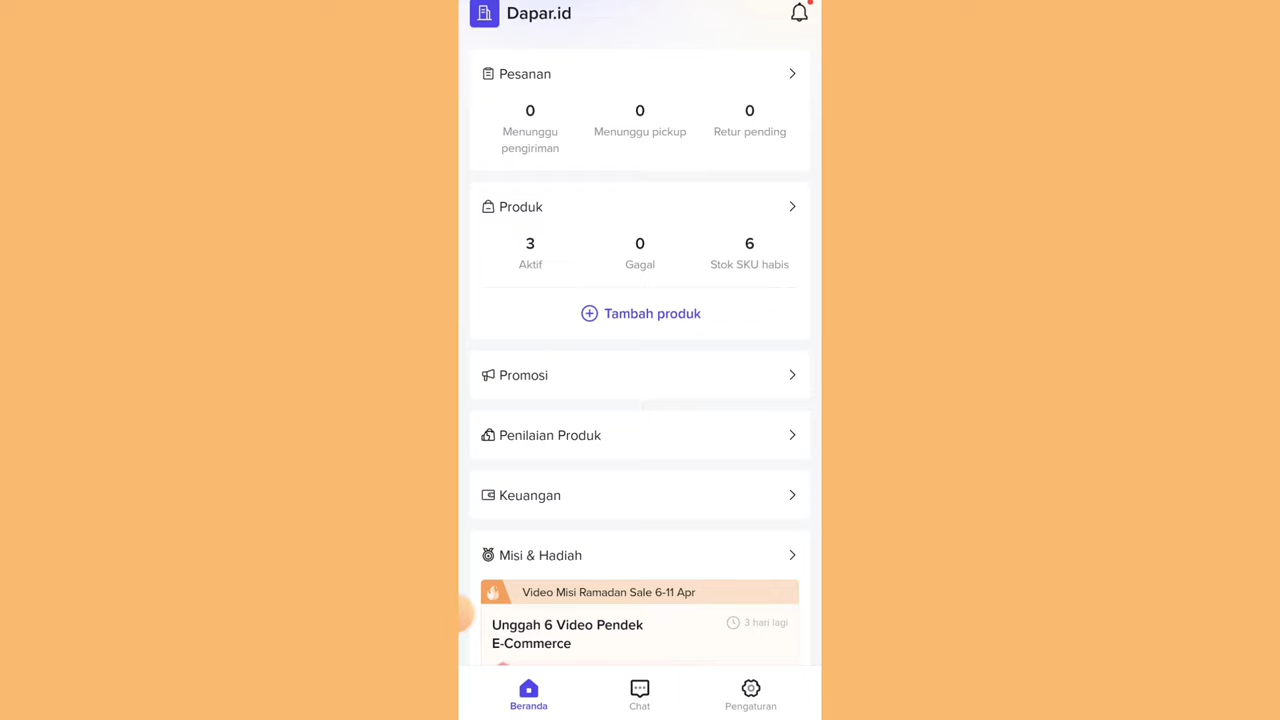 Dapar.id
Pesanan
0 0 0
Menunggu pengiriman
Menunggu pickup
Retur pending
Produk
3 0 6
Aktif Gagal Stok SKU habis
Tambah produk
Promosi
Penilaian Produk
Keuangan
Misi & Hadiah
Video Misi Ramadan Sale 6-11 Apr
Unggah 6 Video Pendek
E-Commerce
3 hari lagi
Beranda Chat Pengaturan